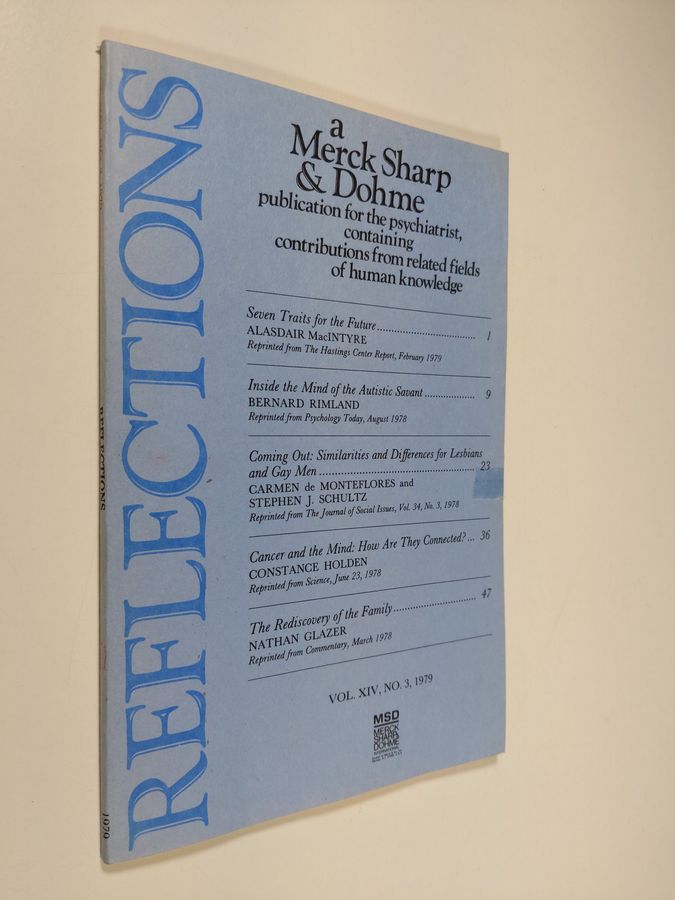 REFLECTIONS
a
Merck Sharp
& Dohme
publication for the psychiatrist,
containing
contributions from related fields
of human knowledge
Seven Traits for the Future .................................. 1
ALASDAIR MacINTYRE
Reprinted from The Hastings Center Report, February 1979
Inside the Mind of the Autistic Savant ................... 9
BERNARD RIMLAND
Reprinted from Psychology Today, August 1978
Coming Out: Similarities and Differences for Lesbians
and Gay Men .................................................. 23
CARMEN de MONTEFLORES and
STEPHEN J. SCHULTZ
Reprinted from The Journal of Social Issues, Vol. 34, No. 3, 1978
Cancer and the Mind: How Are They Connected? ... 36
CONSTANCE HOLDEN
Reprinted from Science, June 23, 1978
The Rediscovery of the Family ............................ 47
NATHAN GLAZER
Reprinted from Commentary, March 1978
VOL. XIV, NO. 3, 1979
MSD
MERCK
SHARP
DOHME
INTERNATIONAL
REFLECTIONS
1979